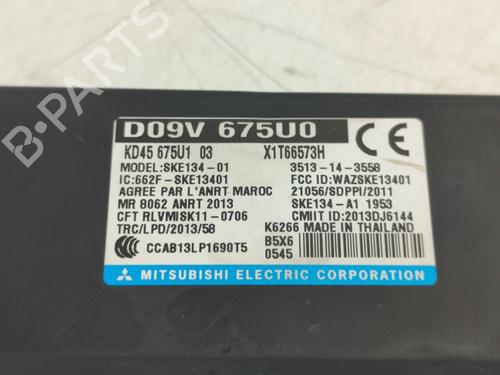 D09V 675U0
CE
KD45 675U1 03 X1T66573H
MODEL:SKE134-01 3513-14-3558
IC:662F-SKE13401 FCC ID:WAZSKE13401
AGREE PAR L'ANRT MAROC 21056/SDPPI/2011
MR 8062 ANRT 2013 SKE134-A1 1953
CFT RLVMISK11-0706 CMIIT ID:2013DJ6144
TRC/LPD/2013/58 K6266 MADE IN THAILAND
CCC CCAB13LP1690T5 B5X6
0545
MITSUBISHI ELECTRIC CORPORATION